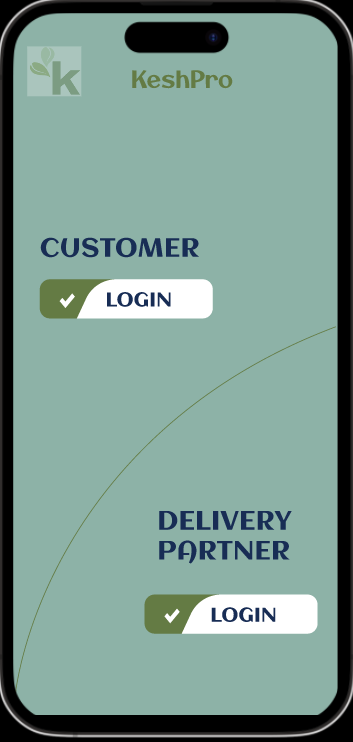 k
KeshPro
CUSTOMER
LOGIN
DELIVERY
PARTNER
LOGIN